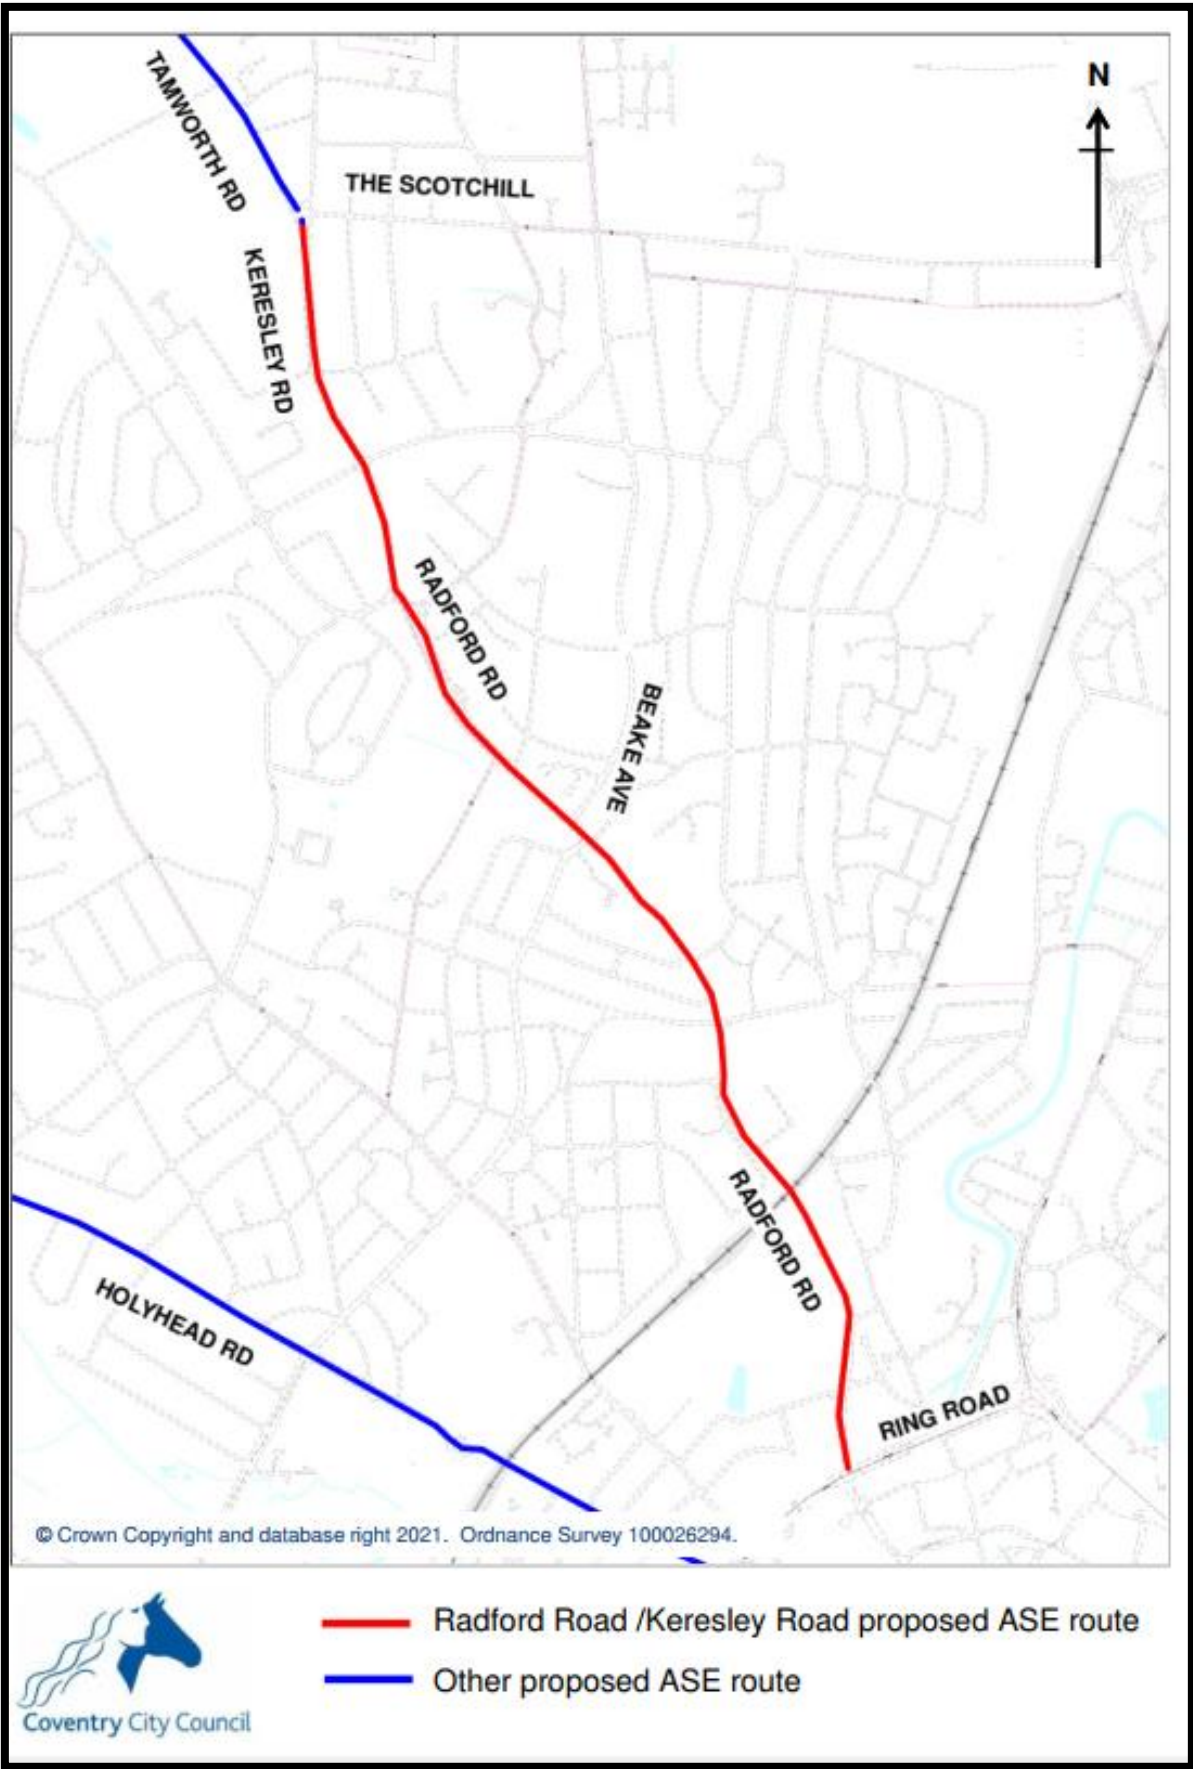 N
TAMWORTH RD
THE SCOTCHILL
KERESLEY RD
RADFORD RD
BEAKE AVE
RADFORD RD
HOLYHEAD RD
RING ROAD
© Crown Copyright and database right 2021. Ordnance Survey 100026294.
Radford Road /Keresley Road proposed ASE route
Other proposed ASE route
Coventry City Council